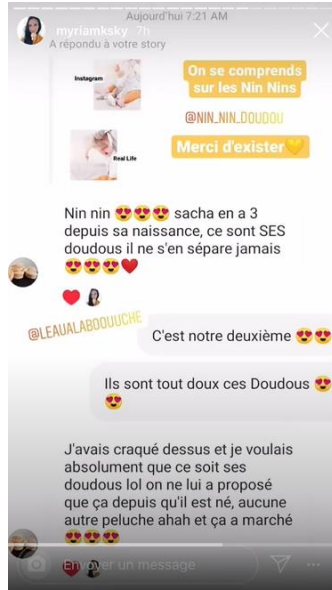 Aujourd'hui 7:21 AM
myriamksky 7h
A répondu à votre story
Instagram
On se comprends
sur les Nin Nins
@NIN_NIN_DOUDOU
Merci d'exister💛
Real Life
Nin nin 😍😍😍 sacha en a 3
depuis sa naissance, ce sont SES
doudous il ne s'en sépare jamais
😍😍😍❤️
@LEAUALABOOUUCHE
C'est notre deuxième 😍😍
Ils sont tout doux ces Doudous 😍
😍
J'avais craqué dessus et je voulais
absolument que ce soit ses
doudous lol on ne lui a proposé
que ça depuis qu'il est né, aucune
autre peluche ahah et ça a marché
😍😍😍
Envoyer un message